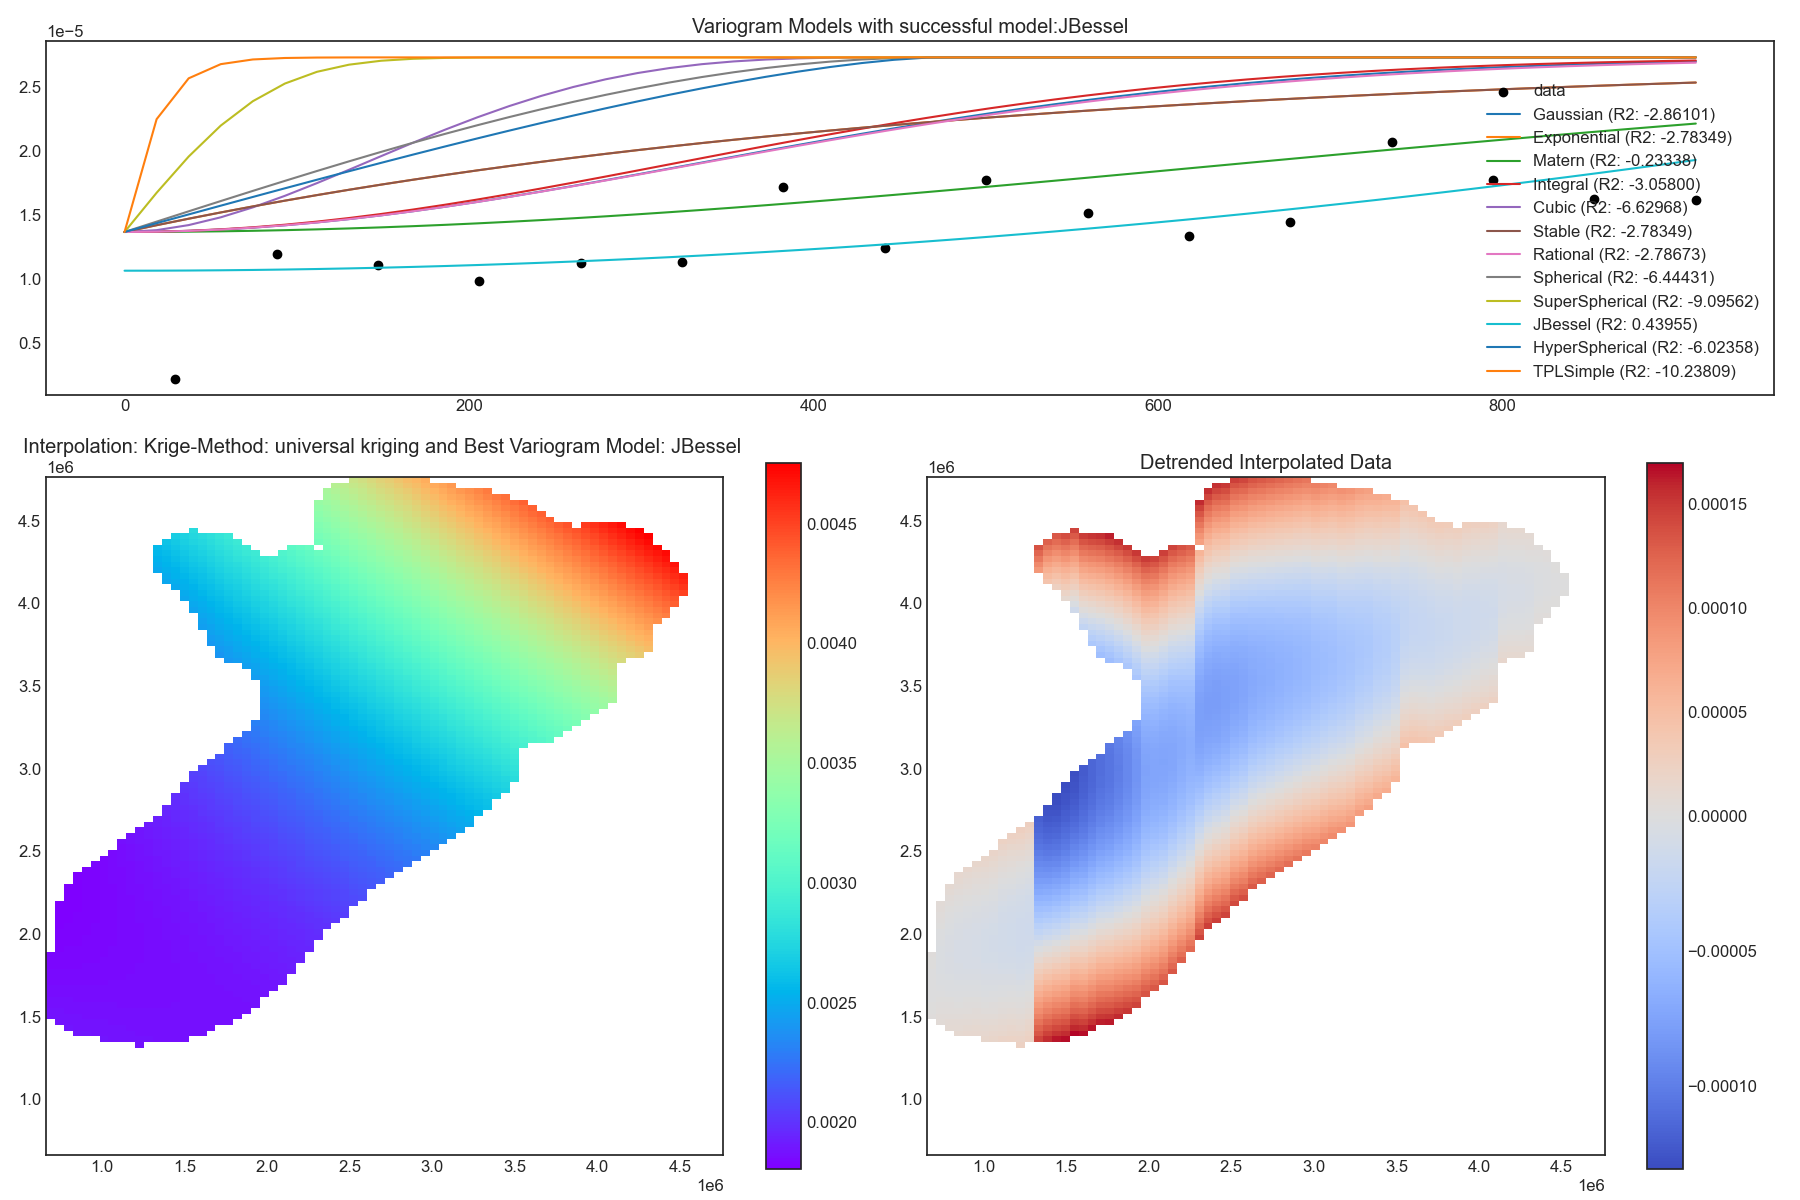 Variogram Models with successful model:JBessel
1e−5
2.5
2.0
1.5
1.0
0.5
0 200 400 600 800
data
Gaussian (R2: -2.86101)
Exponential (R2: -2.78349)
Matern (R2: -0.23338)
Integral (R2: -3.05800)
Cubic (R2: -6.62968)
Stable (R2: -2.78349)
Rational (R2: -2.78673)
Spherical (R2: -6.44431)
SuperSpherical (R2: -9.09562)
JBessel (R2: 0.43955)
HyperSpherical (R2: -6.02358)
TPLSimple (R2: -10.23809)
Interpolation: Krige-Method: universal kriging and Best Variogram Model: JBessel
1e6
4.5
4.0
3.5
3.0
2.5
2.0
1.5
1.0
1.0 1.5 2.0 2.5 3.0 3.5 4.0 4.5
1e6
0.0045
0.0040
0.0035
0.0030
0.0025
0.0020
Detrended Interpolated Data
1e6
4.5
4.0
3.5
3.0
2.5
2.0
1.5
1.0
1.0 1.5 2.0 2.5 3.0 3.5 4.0 4.5
1e6
0.00015
0.00010
0.00005
0.00000
−0.00005
−0.00010